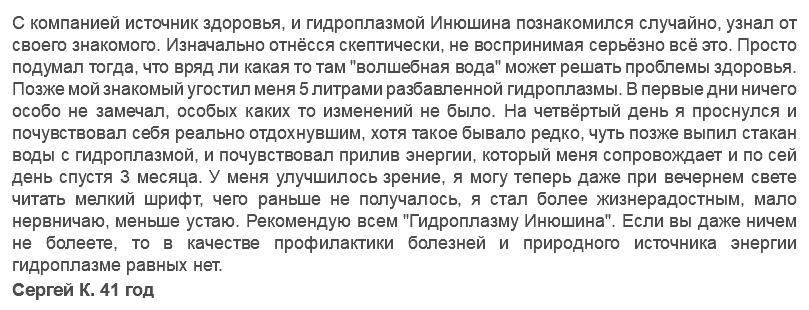 С компанией источник здоровья, и гидроплазмой Инюшина познакомился случайно, узнал от
своего знакомого. Изначально отнёсся скептически, не воспринимая серьёзно всё это. Просто
подумал тогда, что вряд ли какая то там "волшебная вода" может решать проблемы здоровья.
Позже мой знакомый угостил меня 5 литрами разбавленной гидроплазмы. В первые дни ничего
особо не замечал, особых каких то изменений не было. На четвёртый день я проснулся и
почувствовал себя реально отдохнувшим, хотя такое бывало редко, чуть позже выпил стакан
воды с гидроплазмой, и почувствовал прилив энергии, который меня сопровождает и по сей
день спустя 3 месяца. У меня улучшилось зрение, я могу теперь даже при вечернем свете
читать мелкий шрифт, чего раньше не получалось, я стал более жизнерадостным, мало
нервничаю, меньше устаю. Рекомендую всем "Гидроплазму Инюшина". Если вы даже ничем
не болеете, то в качестве профилактики болезней и природного источника энергии
гидроплазме равных нет.
Сергей К. 41 год